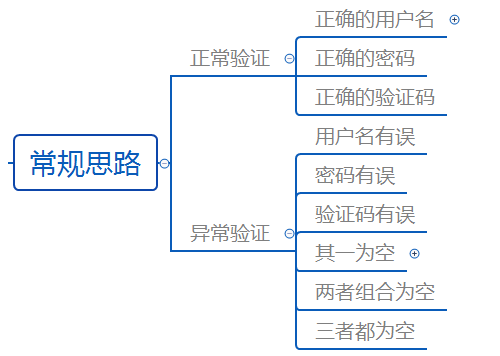 常规思路
正常验证
正确的用户名
正确的密码
正确的验证码
异常验证
用户名有误
密码有误
验证码有误
其一为空
两者组合为空
三者都为空